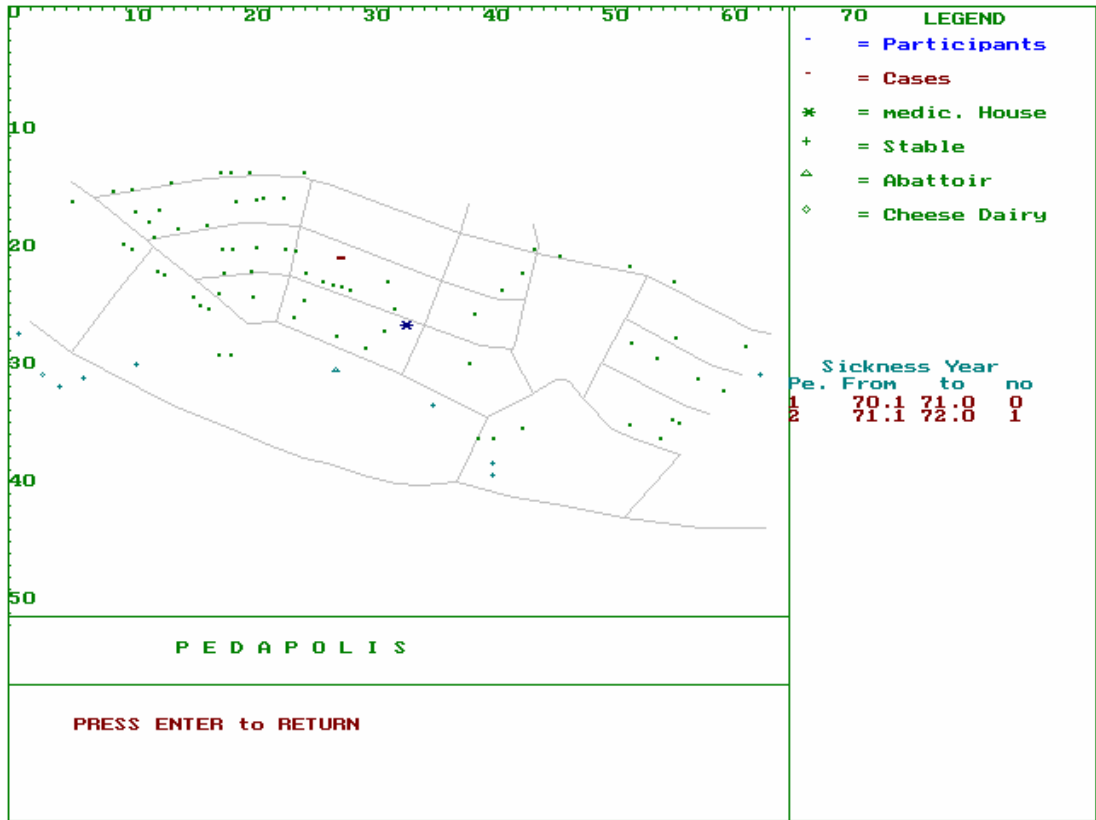 0 10 20 30 40 50 60 70
10
20
30
40
50
LEGEND
- = Participants
- = Cases
* = medic. House
+ = Stable
△ = Abattoir
◇ = Cheese Dairy
Sickness Year
Pe. From to no
1 70.1 71.0 0
2 71.1 72.0 1
P E D A P O L I S
PRESS ENTER to RETURN